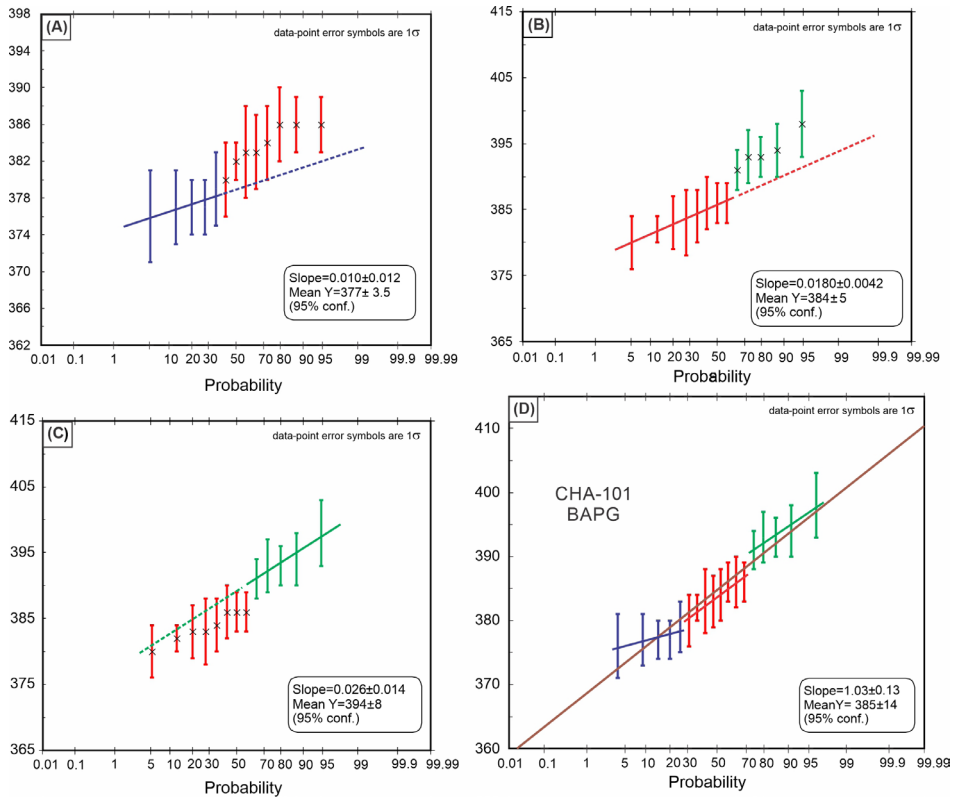 (A)
data-point error symbols are 1σ
398
394
390
386
382
378
374
370
366
362
Slope=0.010±0.012
Mean Y=377± 3.5
(95% conf.)
0.01 0.1 1 10 20 30 50 70 80 90 95 99 99.9 99.99
Probability
(B)
data-point error symbols are 1σ
415
405
395
385
375
365
Slope=0.0180±0.0042
Mean Y=384±5
(95% conf.)
0.01 0.1 1 5 10 20 30 50 70 80 90 95 99 99.9 99.99
Probability
(C)
data-point error symbols are 1σ
415
405
395
385
375
365
Slope=0.026±0.014
Mean Y=394±8
(95% conf.)
0.01 0.1 1 5 10 20 30 50 70 80 90 95 99 99.9 99.99
Probability
(D)
data-point error symbols are 1σ
410
400
390
380
370
360
CHA-101
BAPG
Slope=1.03±0.13
MeanY= 385±14
(95% conf.)
0.01 0.1 1 5 10 20 30 50 70 80 90 95 99 99.9 99.99
Probability